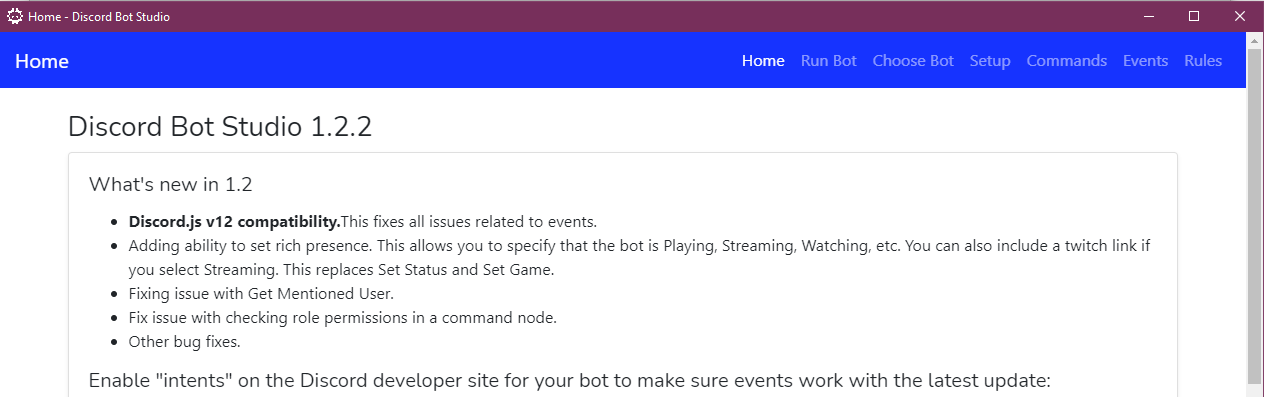 Home - Discord Bot Studio
Home
Home Run Bot Choose Bot Setup Commands Events Rules
Discord Bot Studio 1.2.2
What's new in 1.2
Discord.js v12 compatibility.This fixes all issues related to events.
Adding ability to set rich presence. This allows you to specify that the bot is Playing, Streaming, Watching, etc. You can also include a twitch link if
you select Streaming. This replaces Set Status and Set Game.
Fixing issue with Get Mentioned User.
Fix issue with checking role permissions in a command node.
Other bug fixes.
Enable "intents" on the Discord developer site for your bot to make sure events work with the latest update: